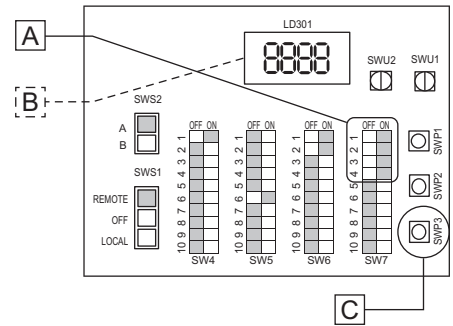 A
LD301
8888
SWU2 SWU1
B
SWS2
A
B
SWS1
REMOTE
OFF
LOCAL
OFF ON
1 2 3 4 5 6 7 8 9 10
SW4
OFF ON
1 2 3 4 5 6 7 8 9 10
SW5
OFF ON
1 2 3 4 5 6 7 8 9 10
SW6
OFF ON
1 2 3 4 5 6 7 8 9 10
SW7
SWP1
SWP2
SWP3
C